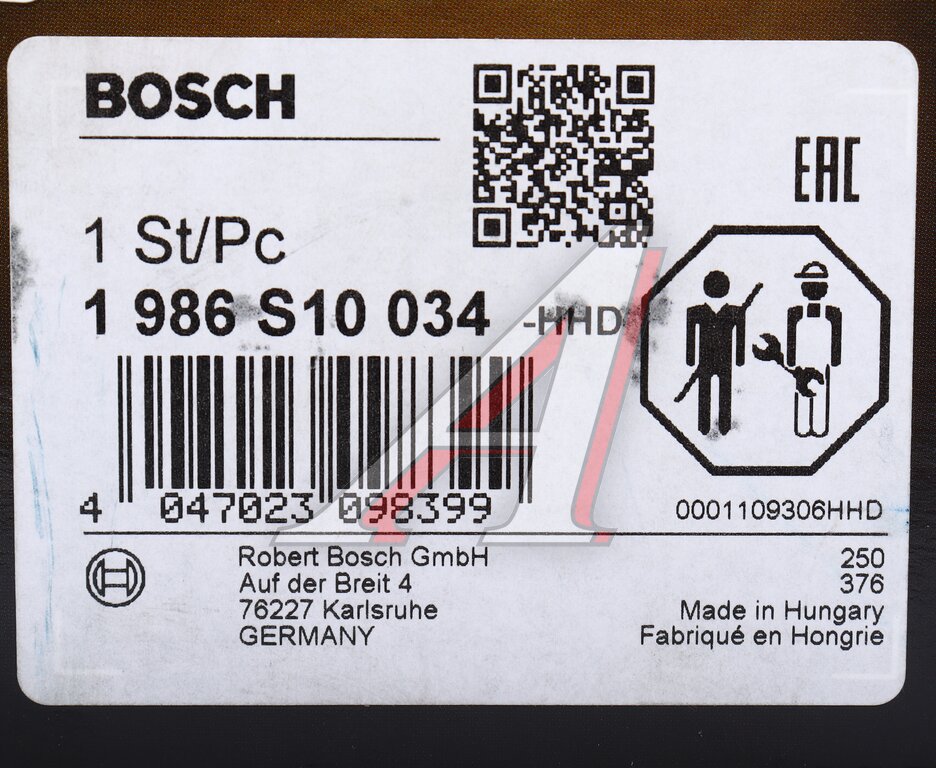 BOSCH
EAC
1 St/Pc
1 986 S10 034 -HHD
4 047023 098399
0001109306HHD
Robert Bosch GmbH
Auf der Breit 4
76227 Karlsruhe
GERMANY
250
376
Made in Hungary
Fabriqué en Hongrie